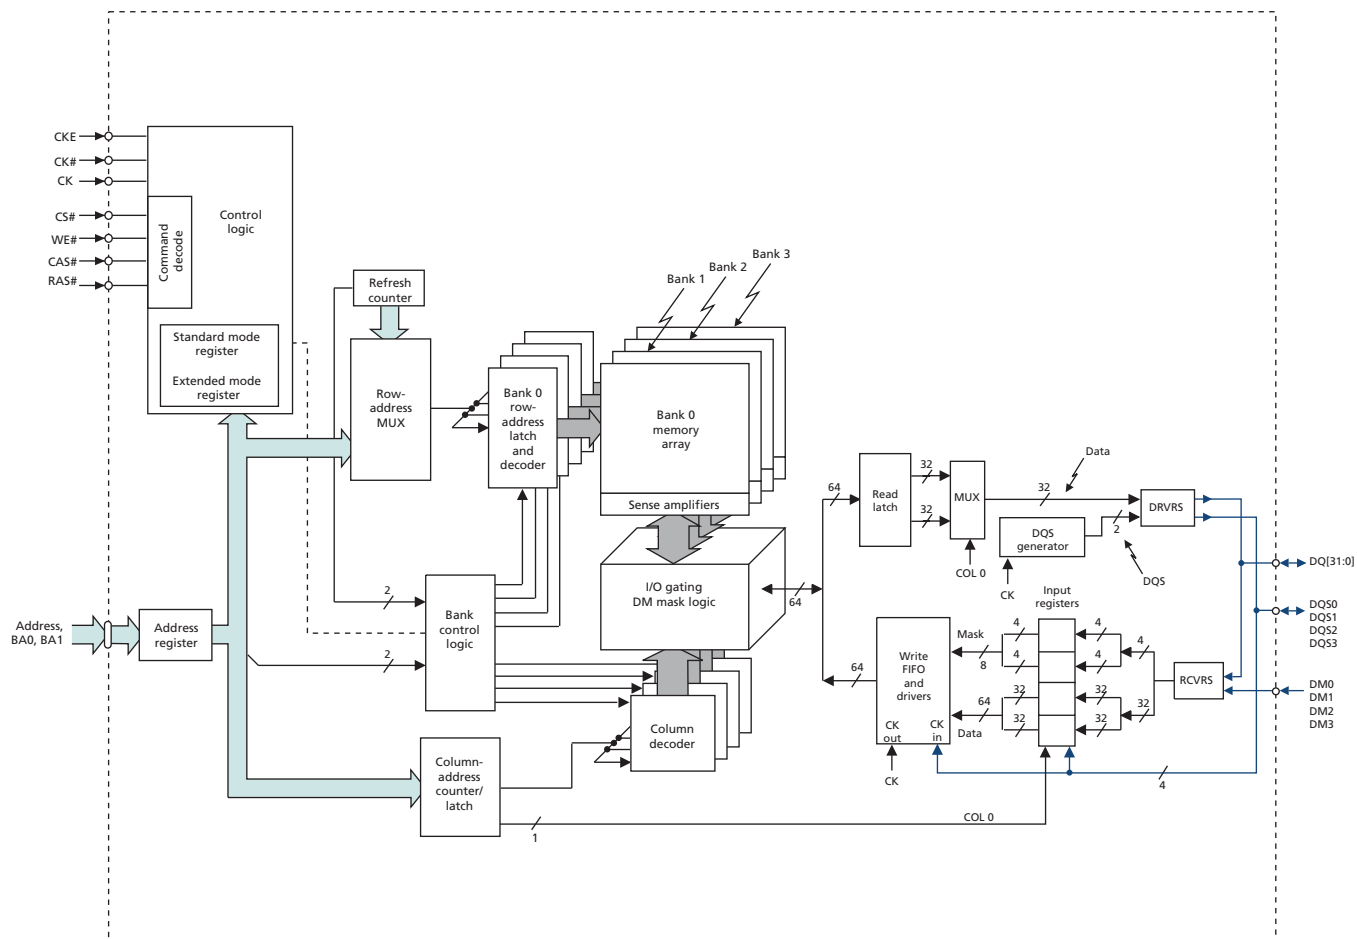 CKE
CK#
CK
CS#
WE#
CAS#
RAS#
Command
decode
Control
logic
Standard mode
register
Extended mode
register
Refresh
counter
Row-
address
MUX
Bank 0
row-
address
latch
and
decoder
Bank 1
Bank 2
Bank 3
Bank 0
memory
array
Sense amplifiers
I/O gating
DM mask logic
64
64
Read
latch
32
32
MUX
COL 0
32
Data
DQS
generator
CK
2
DQS
DRVRS
DQ[31:0]
DQS0
DQS1
DQS2
DQS3
DM0
DM1
DM2
DM3
RCVRS
Input
registers
4
4
4
4
4
32
32
32
32
32
Mask
8
64
Data
Write
FIFO
and
drivers
CK
out
CK
in
CK
64
4
Address,
BA0, BA1
Address
register
2
2
Bank
control
logic
Column
decoder
Column-
address
counter/
latch
1
COL 0